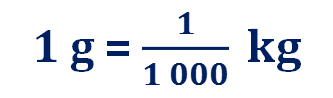 1 g = 1/1 000 kg